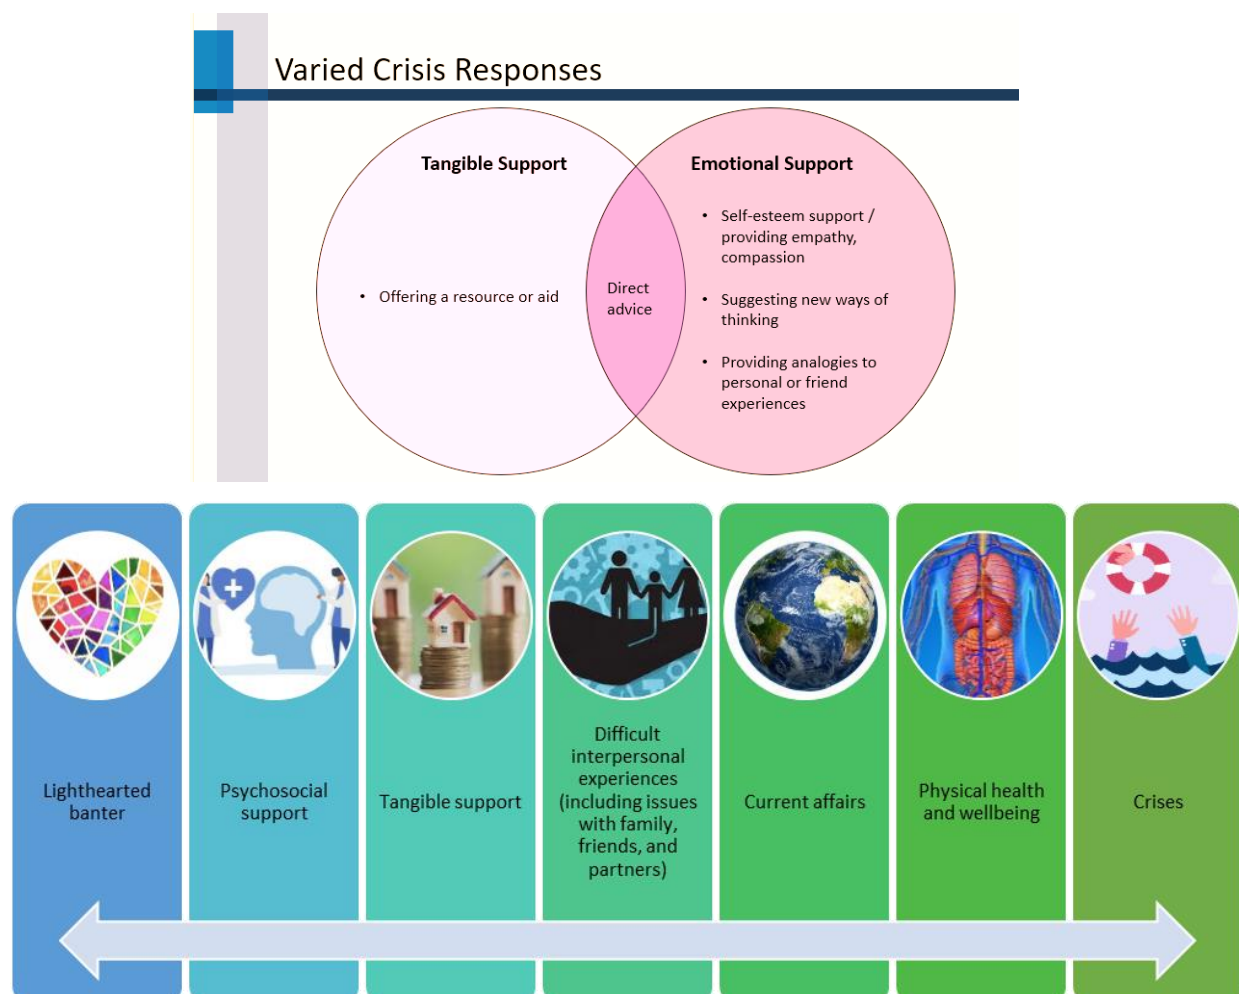 Varied Crisis Responses
Tangible Support
• Offering a resource or aid
Direct
advice
Emotional Support
• Self-esteem support /
providing empathy,
compassion
• Suggesting new ways of
thinking
• Providing analogies to
personal or friend
experiences
Lighthearted
banter
Psychosocial
support
Tangible support
Difficult
interpersonal
experiences
(including issues
with family,
friends, and
partners)
Current affairs
Physical health
and wellbeing
Crises